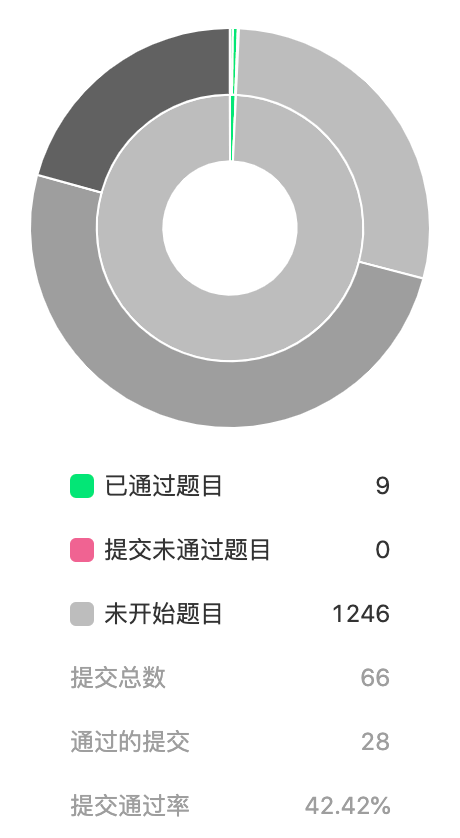 已通过题目 9
提交未通过题目 0
未开始题目 1246
提交总数 66
通过的提交 28
提交通过率 42.42%